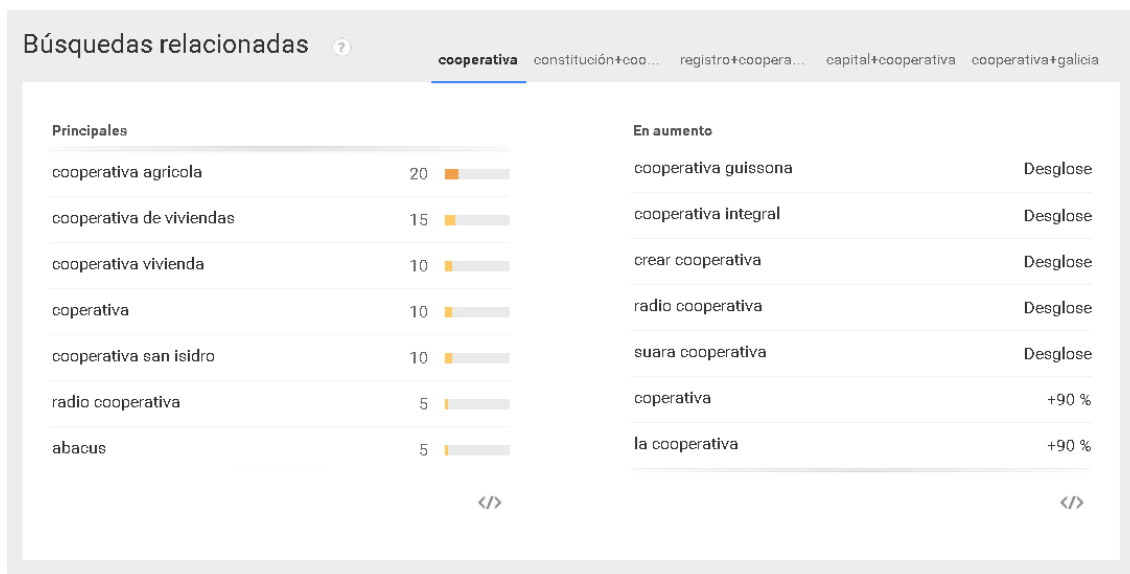 Búsquedas relacionadas ?
cooperativa constitución+coo... registro+coopera... capital+cooperativa cooperativa+galicia
Principales
cooperativa agricola 20
cooperativa de viviendas 15
cooperativa vivienda 10
coperativa 10
cooperativa san isidro 10
radio cooperativa 5
abacus 5
</>
En aumento
cooperativa guissona Desglose
cooperativa integral Desglose
crear cooperativa Desglose
radio cooperativa Desglose
suara cooperativa Desglose
coperativa +90 %
la cooperativa +90 %
</>